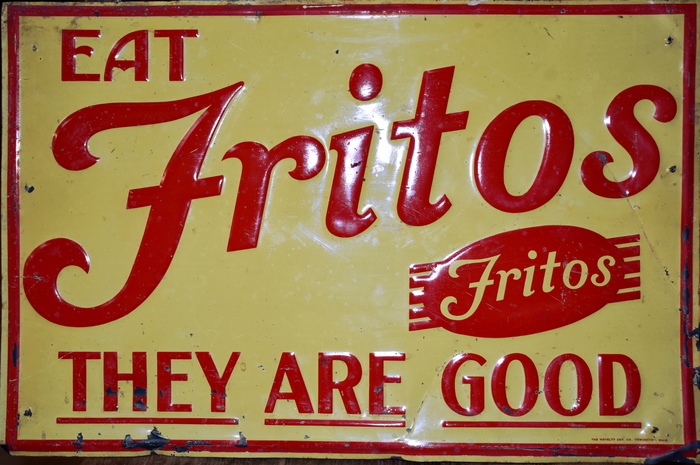 EAT
Fritos
Fritos
THEY ARE GOOD